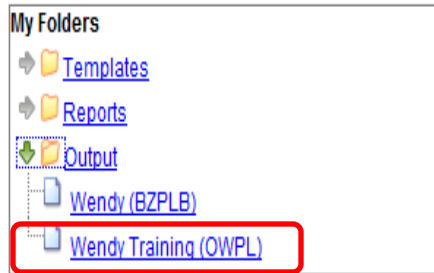 My Folders
Templates
Reports
Output
Wendy (BZPLB)
Wendy Training (OWPL)